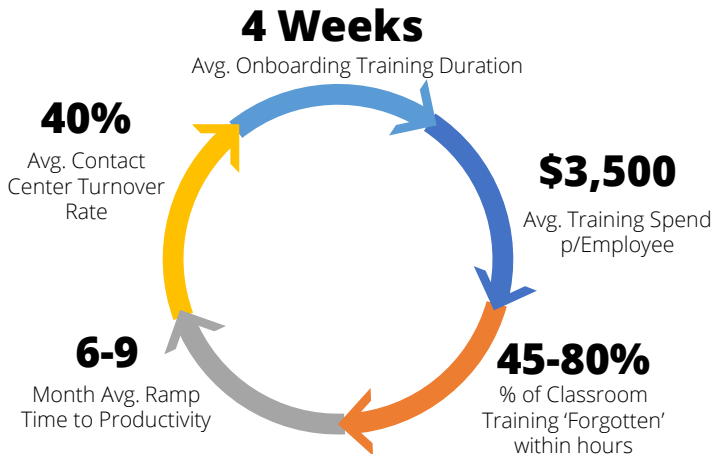 4 Weeks
Avg. Onboarding Training Duration
$3,500
Avg. Training Spend
p/Employee
45-80%
% of Classroom
Training ‘Forgotten’
within hours
6-9
Month Avg. Ramp
Time to Productivity
40%
Avg. Contact
Center Turnover
Rate